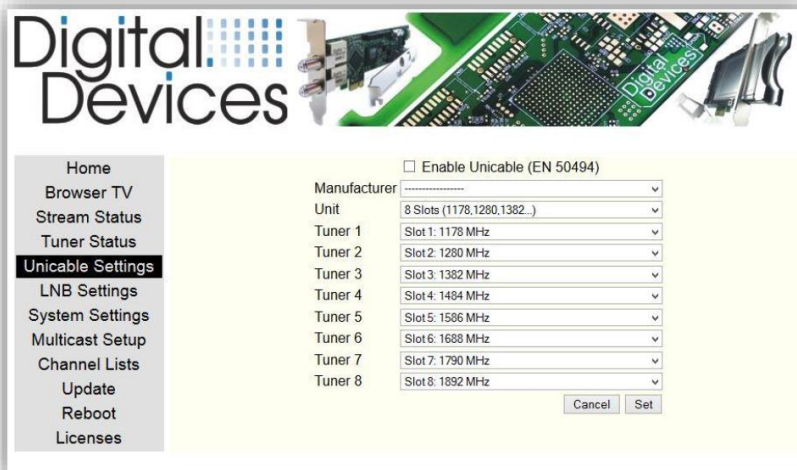 Digital
Devices
Digital
Devices
Home
Browser TV
Stream Status
Tuner Status
Unicable Settings
LNB Settings
System Settings
Multicast Setup
Channel Lists
Update
Reboot
Licenses
Enable Unicable (EN 50494)
Manufacturer ----------------
Unit 8 Slots (1178,1280,1382...)
Tuner 1 Slot 1: 1178 MHz
Tuner 2 Slot 2: 1280 MHz
Tuner 3 Slot 3: 1382 MHz
Tuner 4 Slot 4: 1484 MHz
Tuner 5 Slot 5: 1586 MHz
Tuner 6 Slot 6: 1688 MHz
Tuner 7 Slot 7: 1790 MHz
Tuner 8 Slot 8: 1892 MHz
Cancel Set